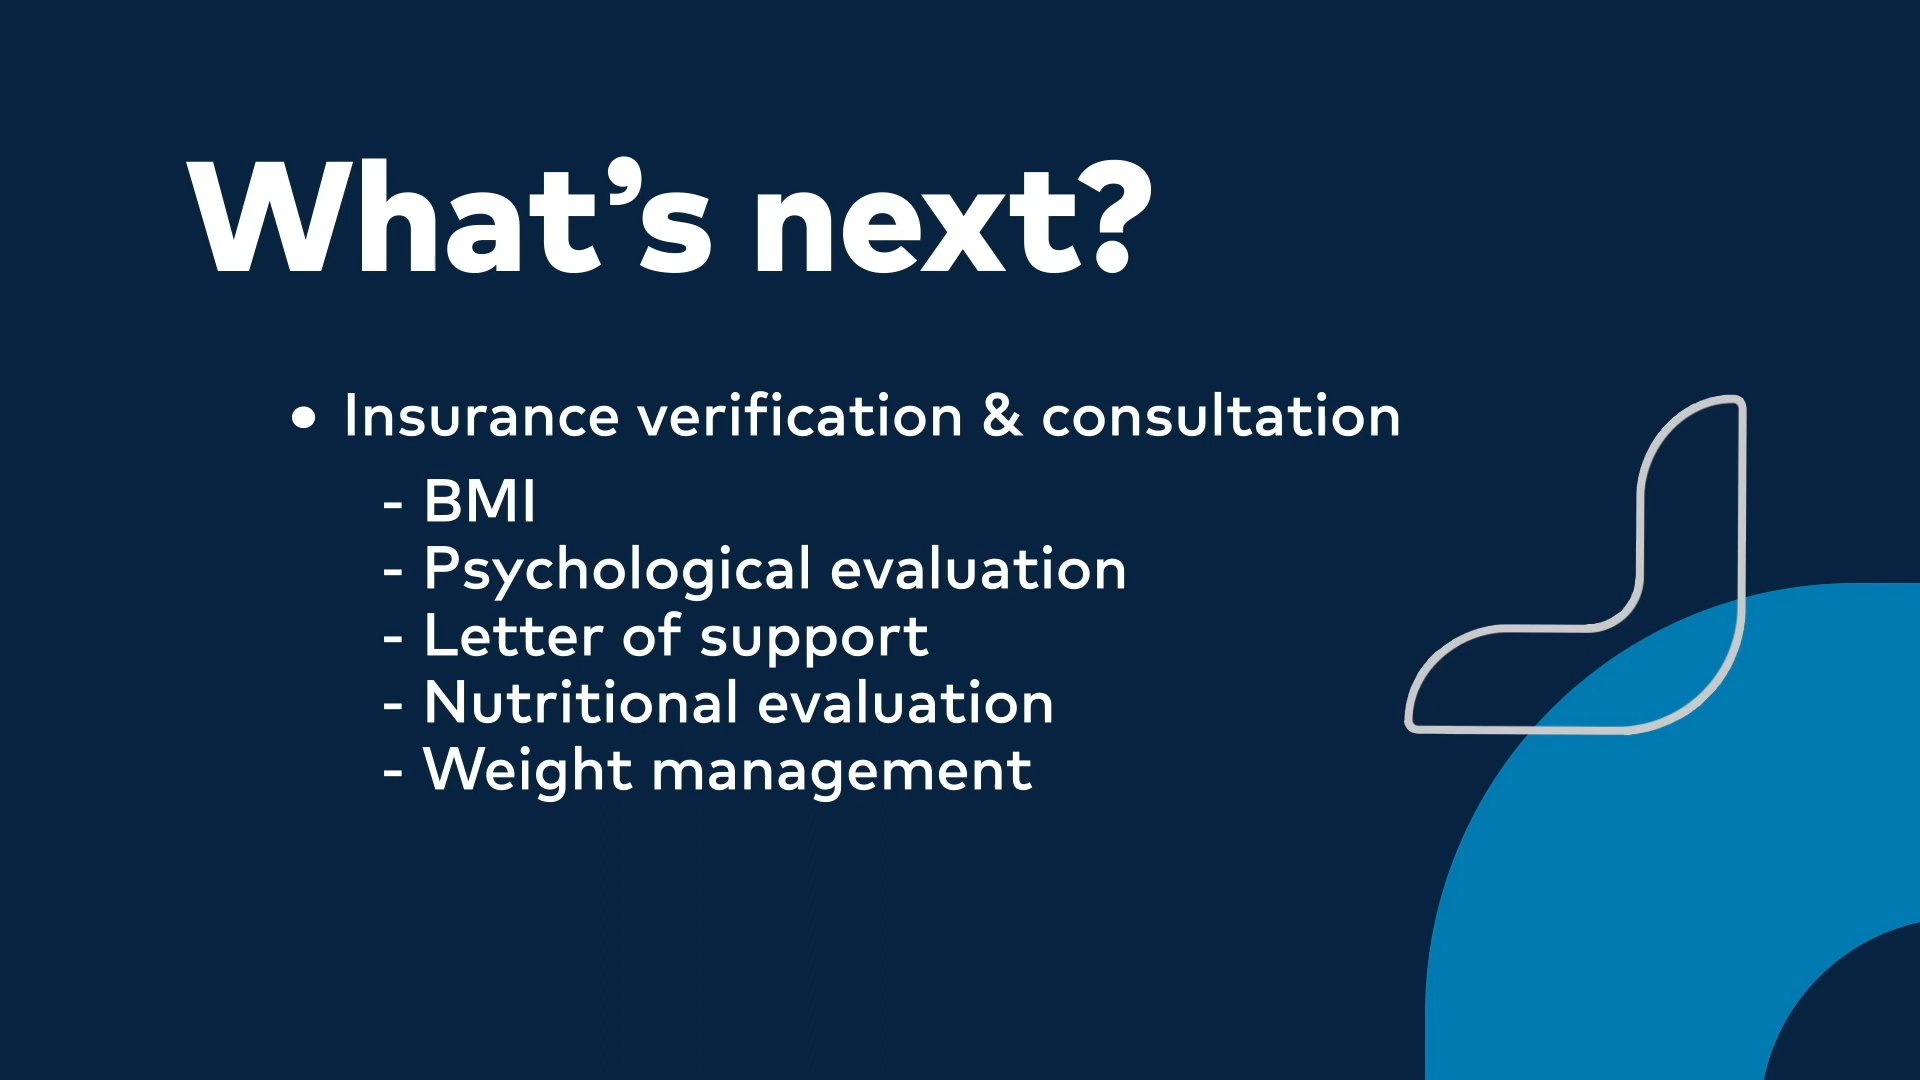 What’s next?
• Insurance verification & consultation
- BMI
- Psychological evaluation
- Letter of support
- Nutritional evaluation
- Weight management